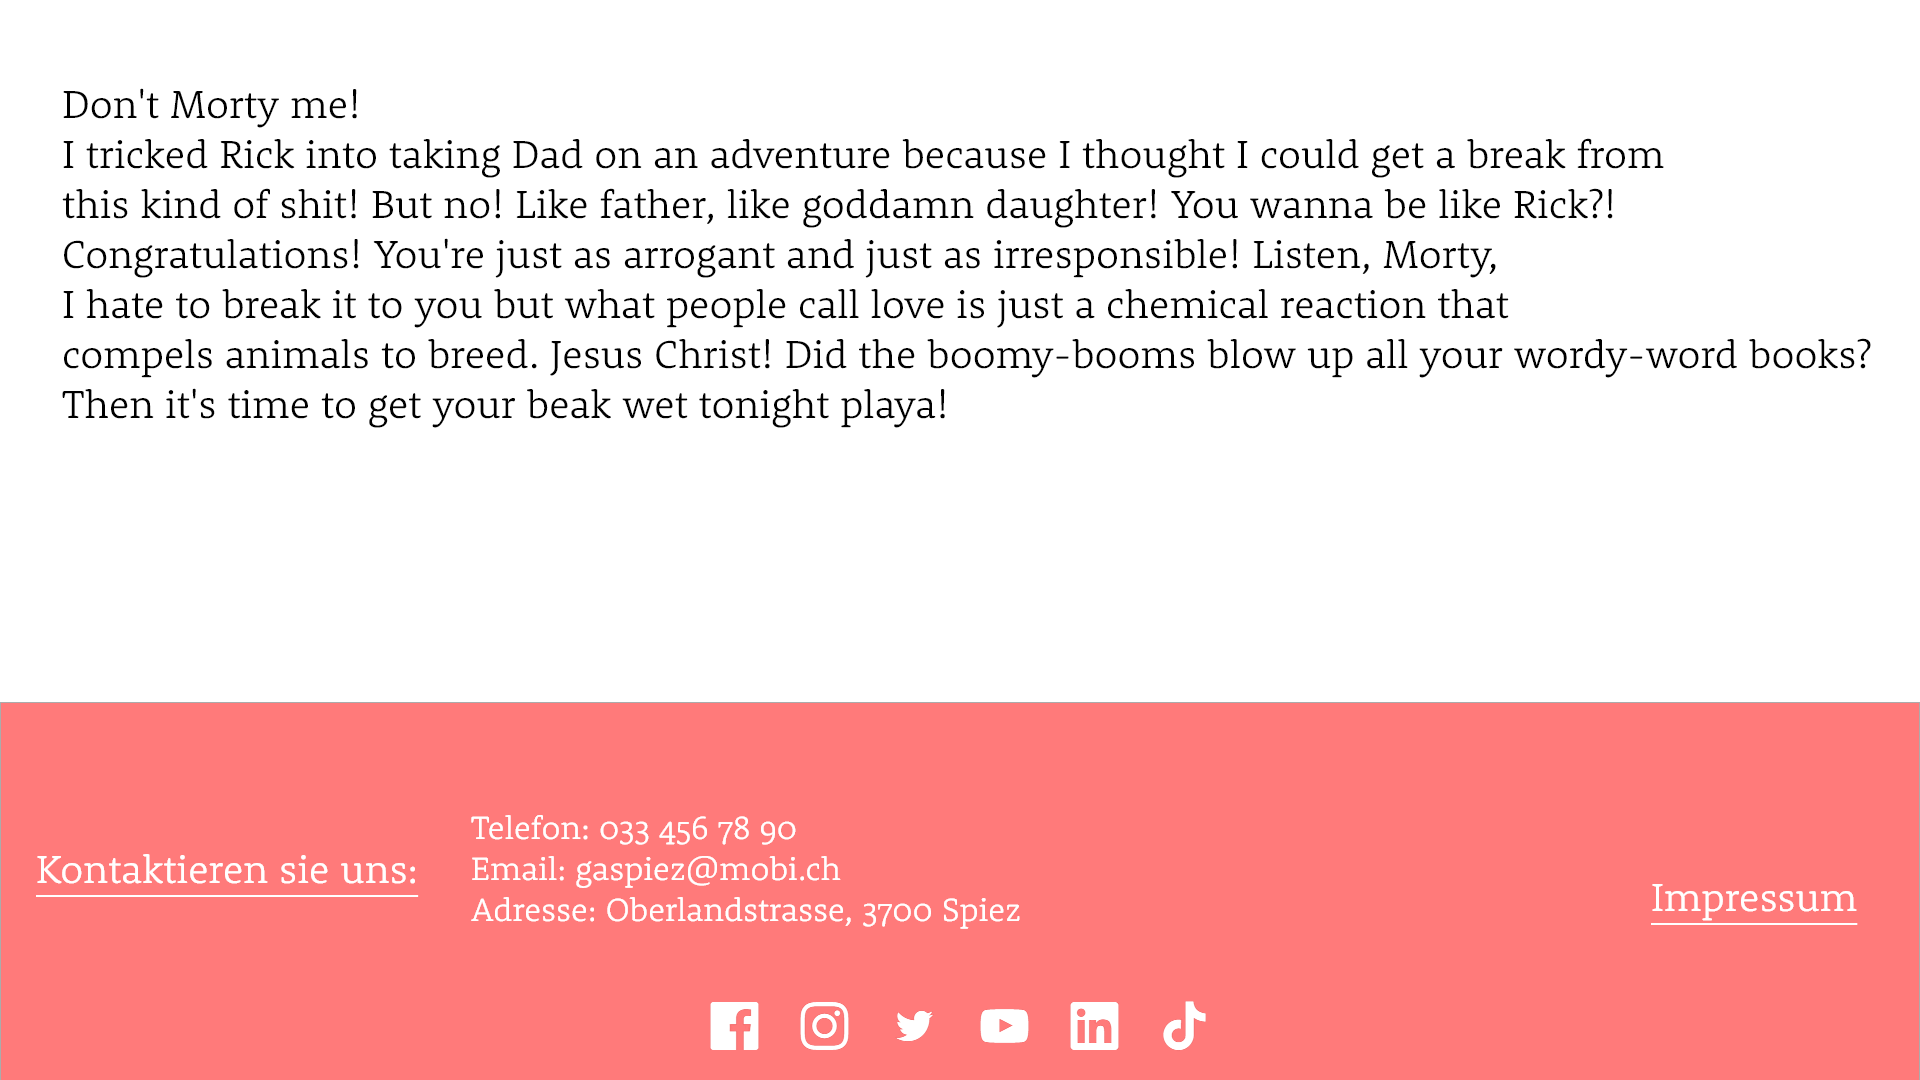 Don't Morty me!
I tricked Rick into taking Dad on an adventure because I thought I could get a break from
this kind of shit! But no! Like father, like goddamn daughter! You wanna be like Rick?!
Congratulations! You're just as arrogant and just as irresponsible! Listen, Morty,
I hate to break it to you but what people call love is just a chemical reaction that
compels animals to breed. Jesus Christ! Did the boomy-booms blow up all your wordy-word books?
Then it's time to get your beak wet tonight playa!
Kontaktieren sie uns:
Telefon: 033 456 78 90
Email: gaspiez@mobi.ch
Adresse: Oberlandstrasse, 3700 Spiez
Impressum